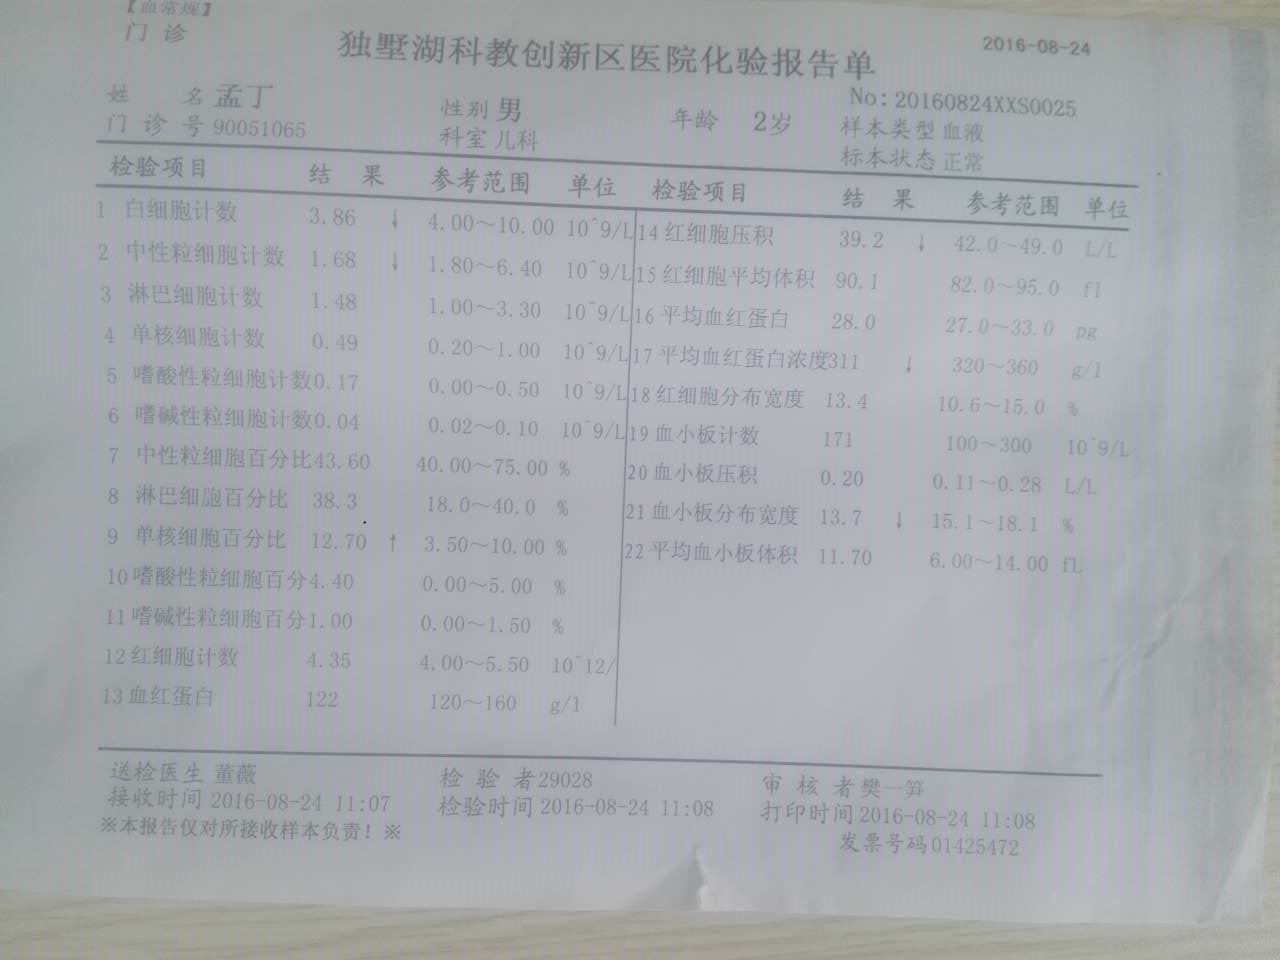 【血常规】
门 诊
独墅湖科教创新区医院化验报告单
2016-08-24
姓 名 孟丁 性别 男 年龄 2岁 No: 20160824XXS0025
门 诊 号 90051065 科室 儿科 样本类型 血液
标本状态 正常
检验项目 结 果 参考范围 单位 检验项目 结 果 参考范围 单位
1 白细胞计数 3.86 ↓ 4.00~10.00 10^9/L 14 红细胞压积 39.2 ↓ 42.0~49.0 L/L
2 中性粒细胞计数 1.68 ↓ 1.80~6.40 10^9/L 15 红细胞平均体积 90.1 82.0~95.0 fl
3 淋巴细胞计数 1.48 1.00~3.30 10^9/L 16 平均血红蛋白 28.0 27.0~33.0 pg
4 单核细胞计数 0.49 0.20~1.00 10^9/L 17 平均血红蛋白浓度 311 ↓ 320~360 g/l
5 嗜酸性粒细胞计数 0.17 0.00~0.50 10^9/L 18 红细胞分布宽度 13.4 10.6~15.0 %
6 嗜碱性粒细胞计数 0.04 0.02~0.10 10^9/L 19 血小板计数 171 100~300 10^9/L
7 中性粒细胞百分比 43.60 40.00~75.00 % 20 血小板压积 0.20 0.11~0.28 L/L
8 淋巴细胞百分比 38.3 18.0~40.0 % 21 血小板分布宽度 13.7 ↓ 15.1~18.1 %
9 单核细胞百分比 12.70 ↑ 3.50~10.00 % 22 平均血小板体积 11.70 6.00~14.00 fL
10 嗜酸性粒细胞百分 4.40 0.00~5.00 %
11 嗜碱性粒细胞百分 1.00 0.00~1.50 %
12 红细胞计数 4.35 4.00~5.50 10^12/
13 血红蛋白 122 120~160 g/l
送检医生 董薇 检 验 者 29028 审 核 者 樊一笋
接收时间 2016-08-24 11:07 检验时间 2016-08-24 11:08 打印时间 2016-08-24 11:08
※本报告仅对所接收样本负责！※ 发票号码 01425472